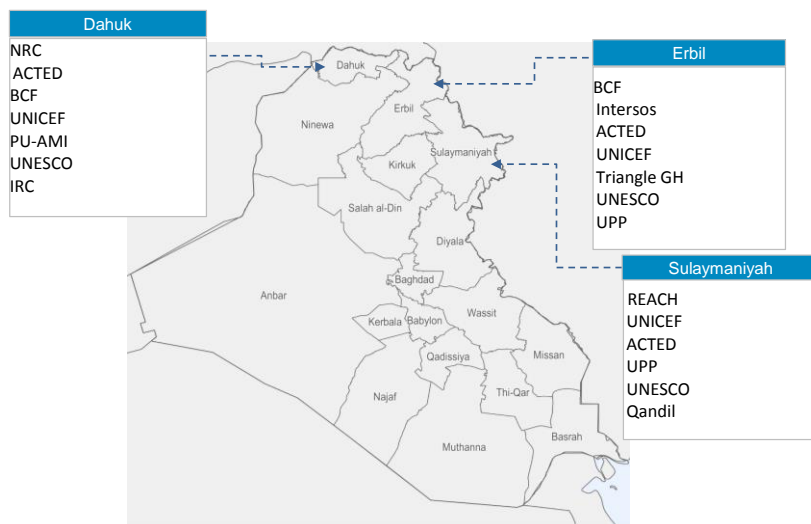 Dahuk
NRC
ACTED
BCF
UNICEF
PU-AMI
UNESCO
IRC
Erbil
BCF
Intersos
ACTED
UNICEF
Triangle GH
UNESCO
UPP
Sulaymaniyah
REACH
UNICEF
ACTED
UPP
UNESCO
Qandil
Dahuk
Erbil
Ninewa
Sulaymaniyah
Kirkuk
Salah al-Din
Diyala
Baghdad
Anbar
Wassit
Kerbala
Babylon
Qadissiya
Missan
Najaf
Thi-Qar
Basrah
Muthanna